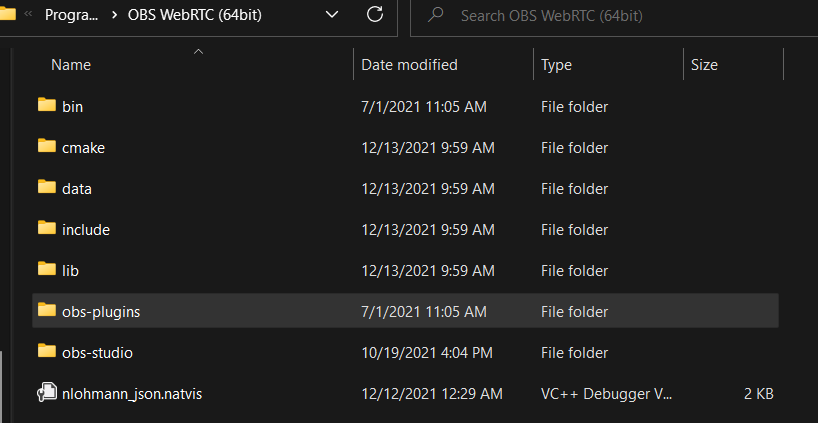 « Progra... > OBS WebRTC (64bit) Search OBS WebRTC (64bit)
Name Date modified Type Size
bin 7/1/2021 11:05 AM File folder
cmake 12/13/2021 9:59 AM File folder
data 12/13/2021 9:59 AM File folder
include 12/13/2021 9:59 AM File folder
lib 12/13/2021 9:59 AM File folder
obs-plugins 7/1/2021 11:05 AM File folder
obs-studio 10/19/2021 4:04 PM File folder
nlohmann_json.natvis 12/12/2021 12:29 AM VC++ Debugger V... 2 KB